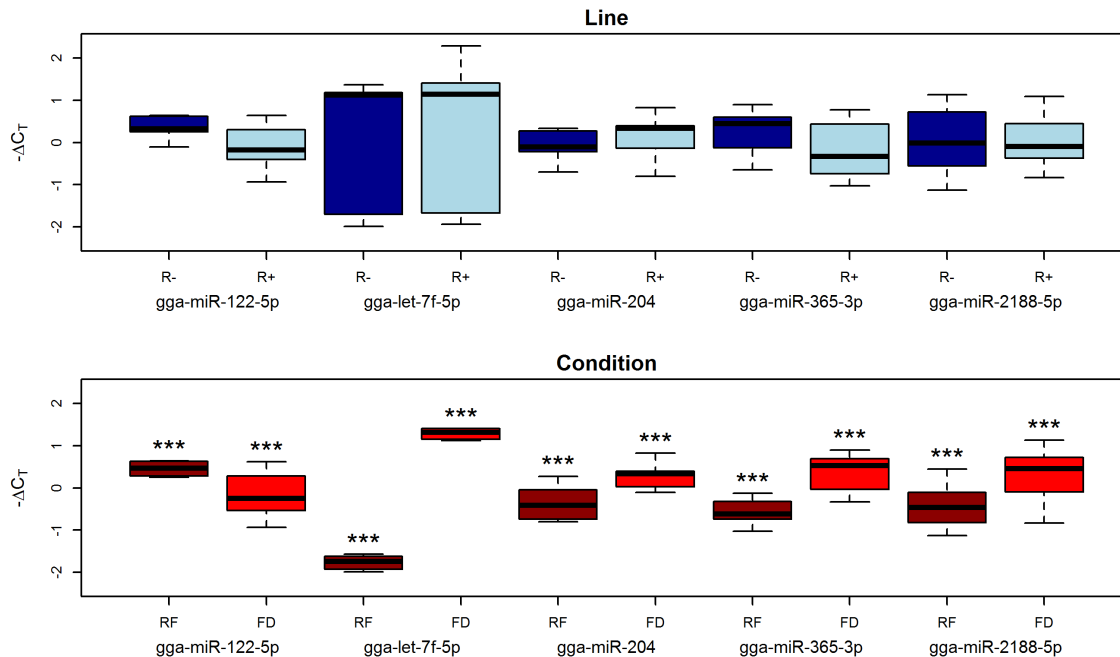 Line
-ΔC_T
2
1
0
-1
-2
R- R+ R- R+ R- R+ R- R+ R- R+
gga-miR-122-5p gga-let-7f-5p gga-miR-204 gga-miR-365-3p gga-miR-2188-5p
Condition
-ΔC_T
2
1
0
-1
-2
*** *** *** *** *** *** *** *** *** ***
RF FD RF FD RF FD RF FD RF FD
gga-miR-122-5p gga-let-7f-5p gga-miR-204 gga-miR-365-3p gga-miR-2188-5p